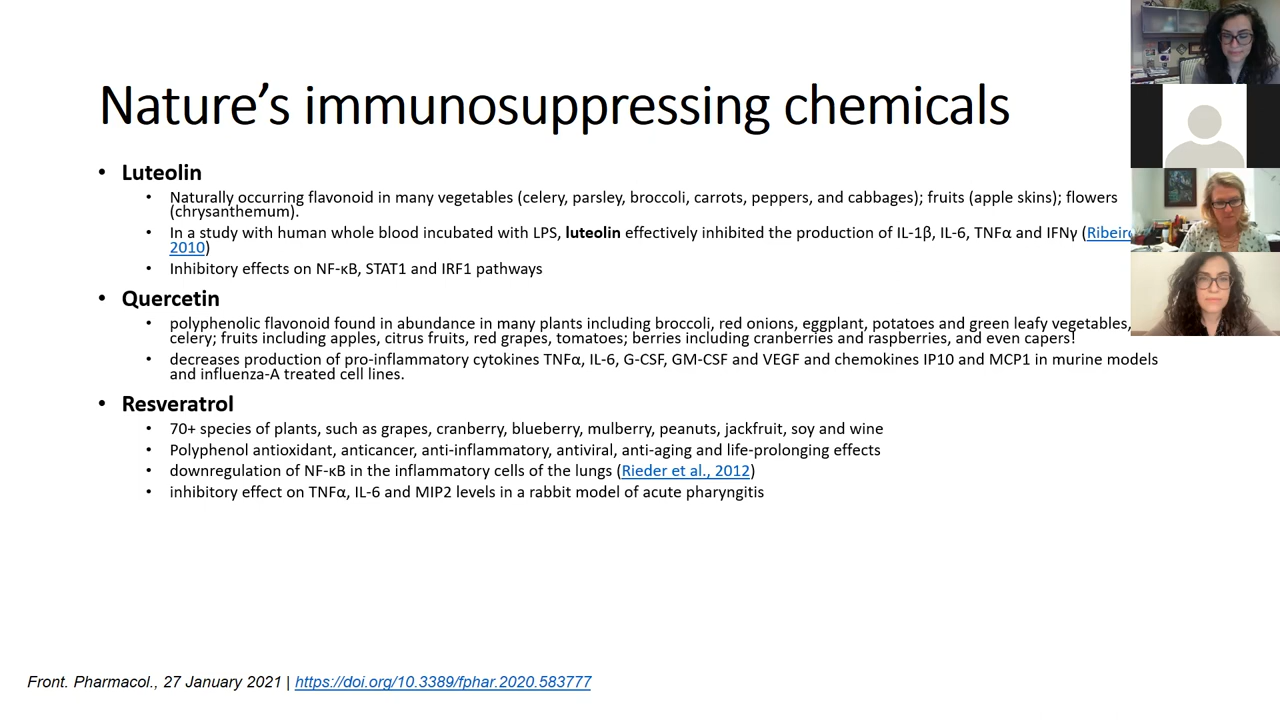 Nature’s immunosuppressing chemicals
• Luteolin
• Naturally occurring flavonoid in many vegetables (celery, parsley, broccoli, carrots, peppers, and cabbages); fruits (apple skins); flowers
(chrysanthemum).
• In a study with human whole blood incubated with LPS, luteolin effectively inhibited the production of IL-1β, IL-6, TNFα and IFNγ (Ribeiro
2010)
• Inhibitory effects on NF-κB, STAT1 and IRF1 pathways
• Quercetin
• polyphenolic flavonoid found in abundance in many plants including broccoli, red onions, eggplant, potatoes and green leafy vegetables,
celery; fruits including apples, citrus fruits, red grapes, tomatoes; berries including cranberries and raspberries, and even capers!
• decreases production of pro-inflammatory cytokines TNFα, IL-6, G-CSF, GM-CSF and VEGF and chemokines IP10 and MCP1 in murine models
and influenza-A treated cell lines.
• Resveratrol
• 70+ species of plants, such as grapes, cranberry, blueberry, mulberry, peanuts, jackfruit, soy and wine
• Polyphenol antioxidant, anticancer, anti-inflammatory, antiviral, anti-aging and life-prolonging effects
• downregulation of NF-κB in the inflammatory cells of the lungs (Rieder et al., 2012)
• inhibitory effect on TNFα, IL-6 and MIP2 levels in a rabbit model of acute pharyngitis
Front. Pharmacol., 27 January 2021 | https://doi.org/10.3389/fphar.2020.583777